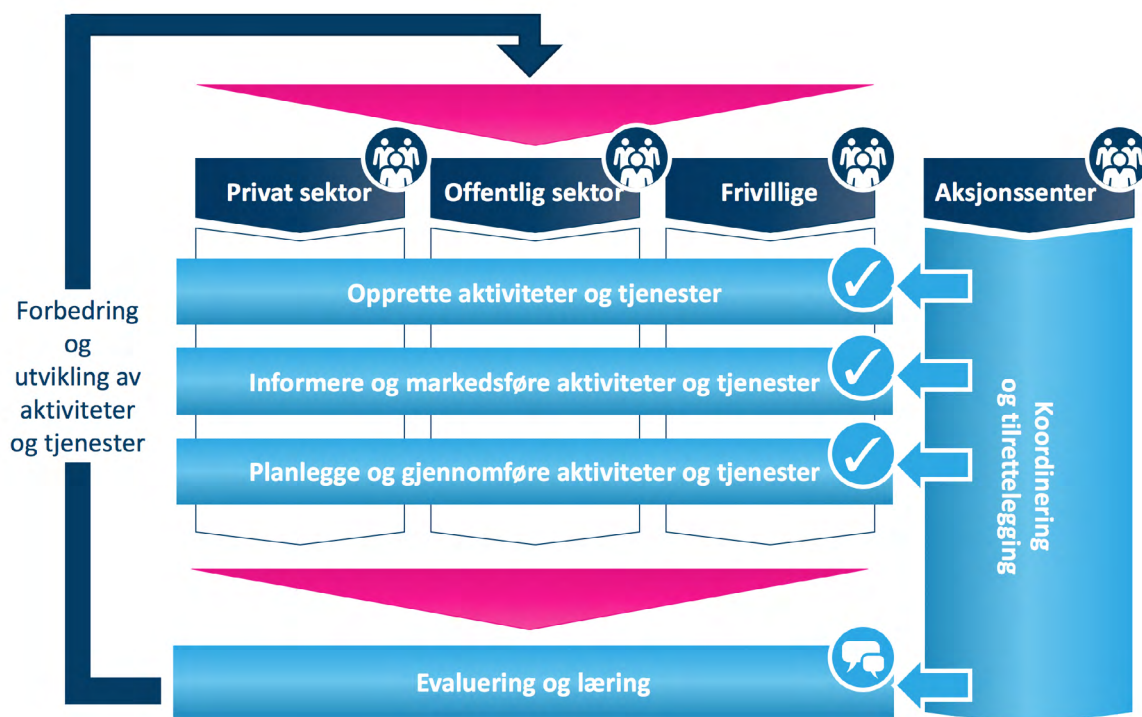 Privat sektor
Offentlig sektor
Frivillige
Aksjonssenter
Opprette aktiviteter og tjenester
Informere og markedsføre aktiviteter og tjenester
Planlegge og gjennomføre aktiviteter og tjenester
Forbedring
og
utvikling av
aktiviteter
og tjenester
Koordinering
og tilrettelegging
Evaluering og læring